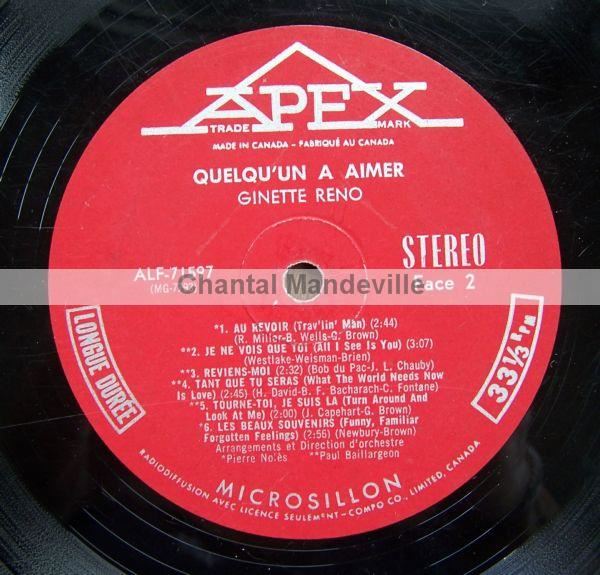 APEX
TRADE MARK
MADE IN CANADA - FABRIQUÉ AU CANADA
QUELQU'UN A AIMER
GINETTE RENO
STEREO
ALF-71597
Face 2
Chantal Mandeville
LONGUE DURÉE
33 1/3 RPM
*1. AU REVOIR (Trav'lin' Man) (2:44)
(R. Miller-B. Wells-G. Brown)
**2. JE NE VOIS QUE TOI (All I See Is You) (3:07)
(Westlake-Weisman-Brien)
**3. REVIENS-MOI (2:32) (Bob du Pac-J. L. Chauby)
**4. TANT QUE TU SERAS (What The World Needs Now
Is Love) (2:45) (H. David-B. F. Bacharach-C. Fontane)
**5. TOURNE-TOI, JE SUIS LA (Turn Around And
Look At Me) (2:00) (J. Capehart-G. Brown)
*6. LES BEAUX SOUVENIRS (Funny, Familiar
Forgotten Feelings) (2:56) (Newbury-Brown)
Arrangements et Direction d'orchestre
*Pierre Nolès **Paul Baillargeon
MICROSILLON
RADIODIFFUSION AVEC LICENCE SEULEMENT-COMPO CO., LIMITED, CANADA